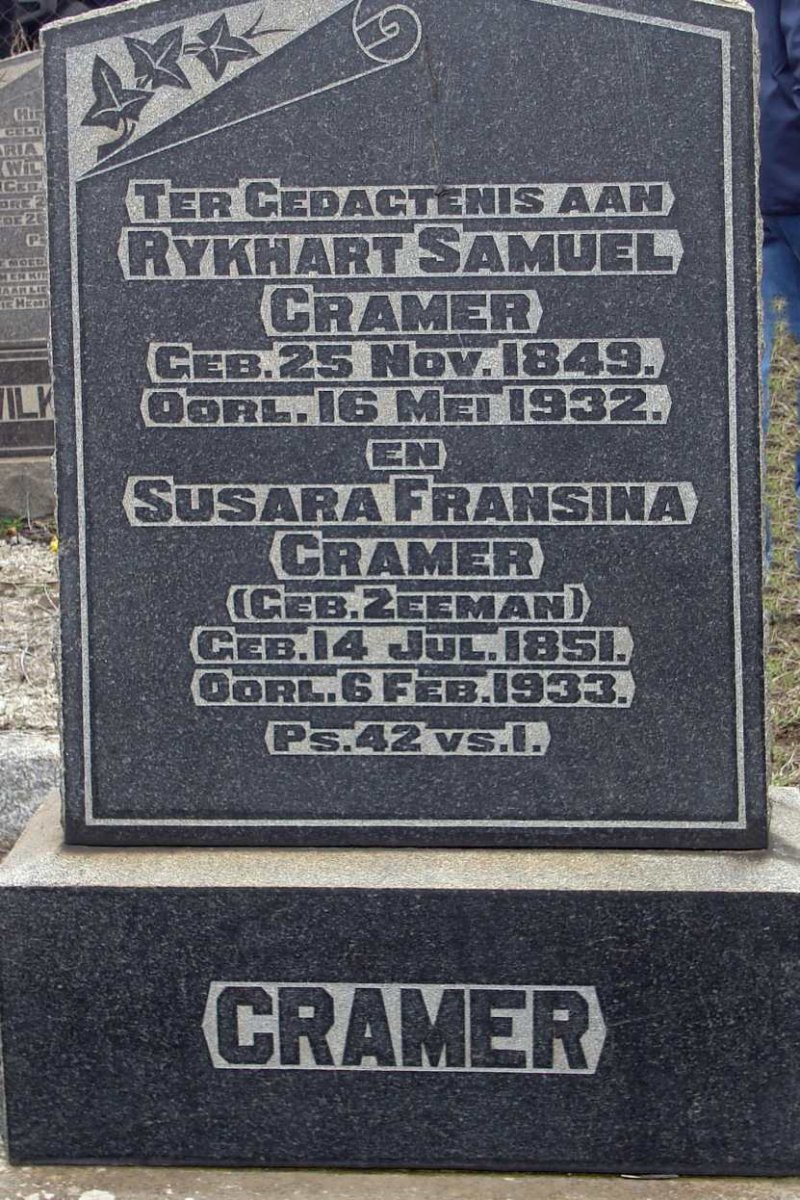 TER GEDAGTENIS AAN
RYKHART SAMUEL
CRAMER
GEB. 25 NOV. 1849.
OORL. 16 MEI 1932.
EN
SUSARA FRANSINA
CRAMER
(GEB. ZEEMAN)
GEB. 14 JUL. 1851.
OORL. 6 FEB. 1933.
PS. 42 VS. 1.
CRAMER